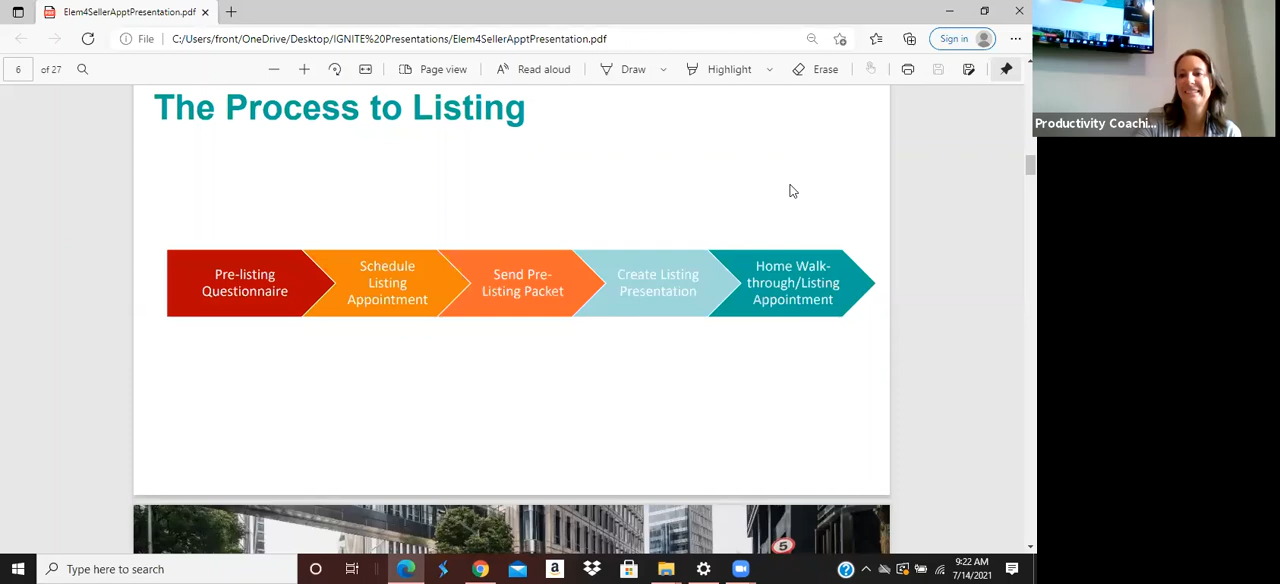 Elem4SellerApptPresentation.pdf
File
C:/Users/front/OneDrive/Desktop/IGNITE%20Presentations/Elem4SellerApptPresentation.pdf
Sign in
6
of 27
Page view
Read aloud
Draw
Highlight
Erase
Productivity Coachi...
The Process to Listing
Pre-listing
Questionnaire
Schedule
Listing
Appointment
Send Pre-
Listing Packet
Create Listing
Presentation
Home Walk-
through/Listing
Appointment
5
Type here to search
9:22 AM
7/14/2021